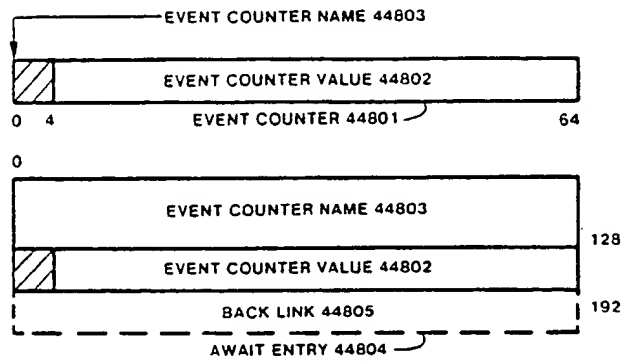 EVENT COUNTER NAME 44803
EVENT COUNTER VALUE 44802
0 4 EVENT COUNTER 44801 64
0
EVENT COUNTER NAME 44803
128
EVENT COUNTER VALUE 44802
BACK LINK 44805 192
AWAIT ENTRY 44804